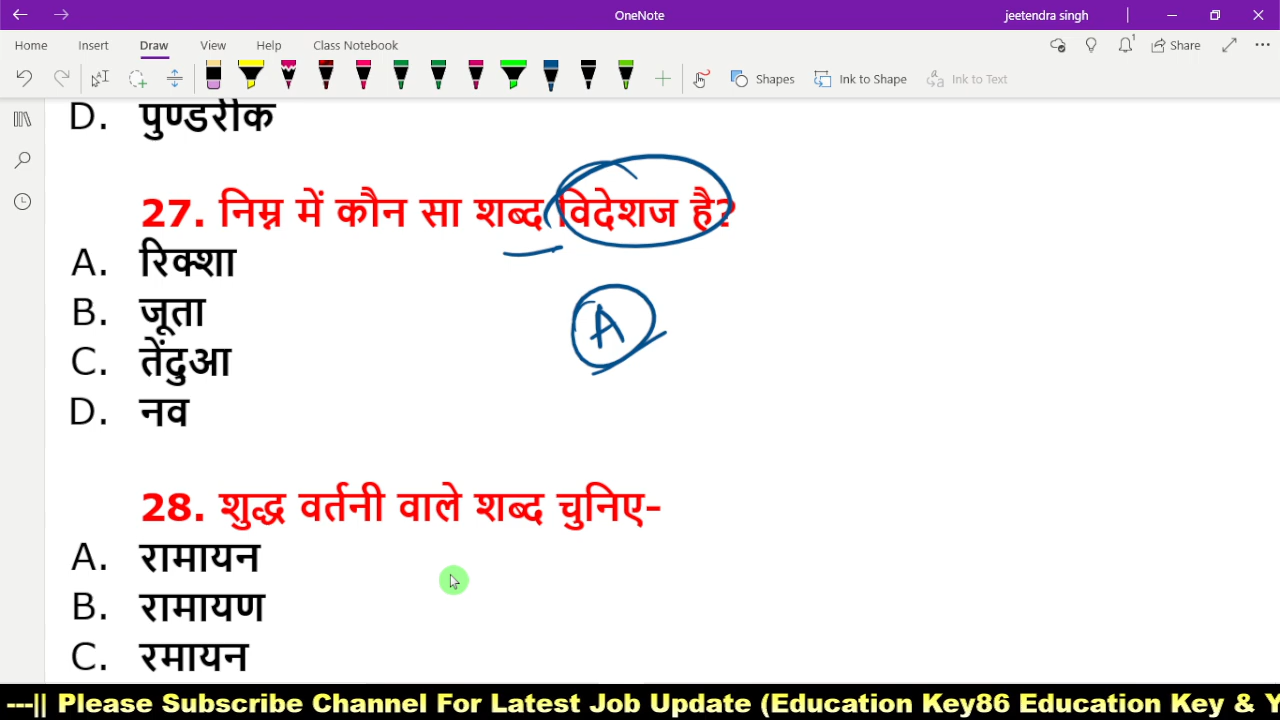 OneNote
jeetendra singh
Home Insert Draw View Help Class Notebook
1
Share
Shapes Ink to Shape Ink to Text
D. पुण्डरीक
27. निम्न में कौन सा शब्द विदेशज है?
A. रिक्शा
B. जूता
A
C. तेंदुआ
D. नव
28. शुद्ध वर्तनी वाले शब्द चुनिए-
A. रामायन
B. रामायण
C. रमायन
---|| Please Subscribe Channel For Latest Job Update (Education Key86 Education Key & Y